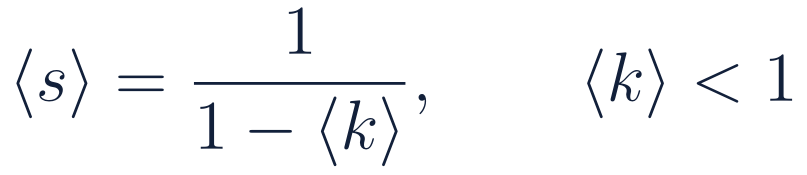 ⟨s⟩ = 1 / (1 − ⟨k⟩), ⟨k⟩ < 1